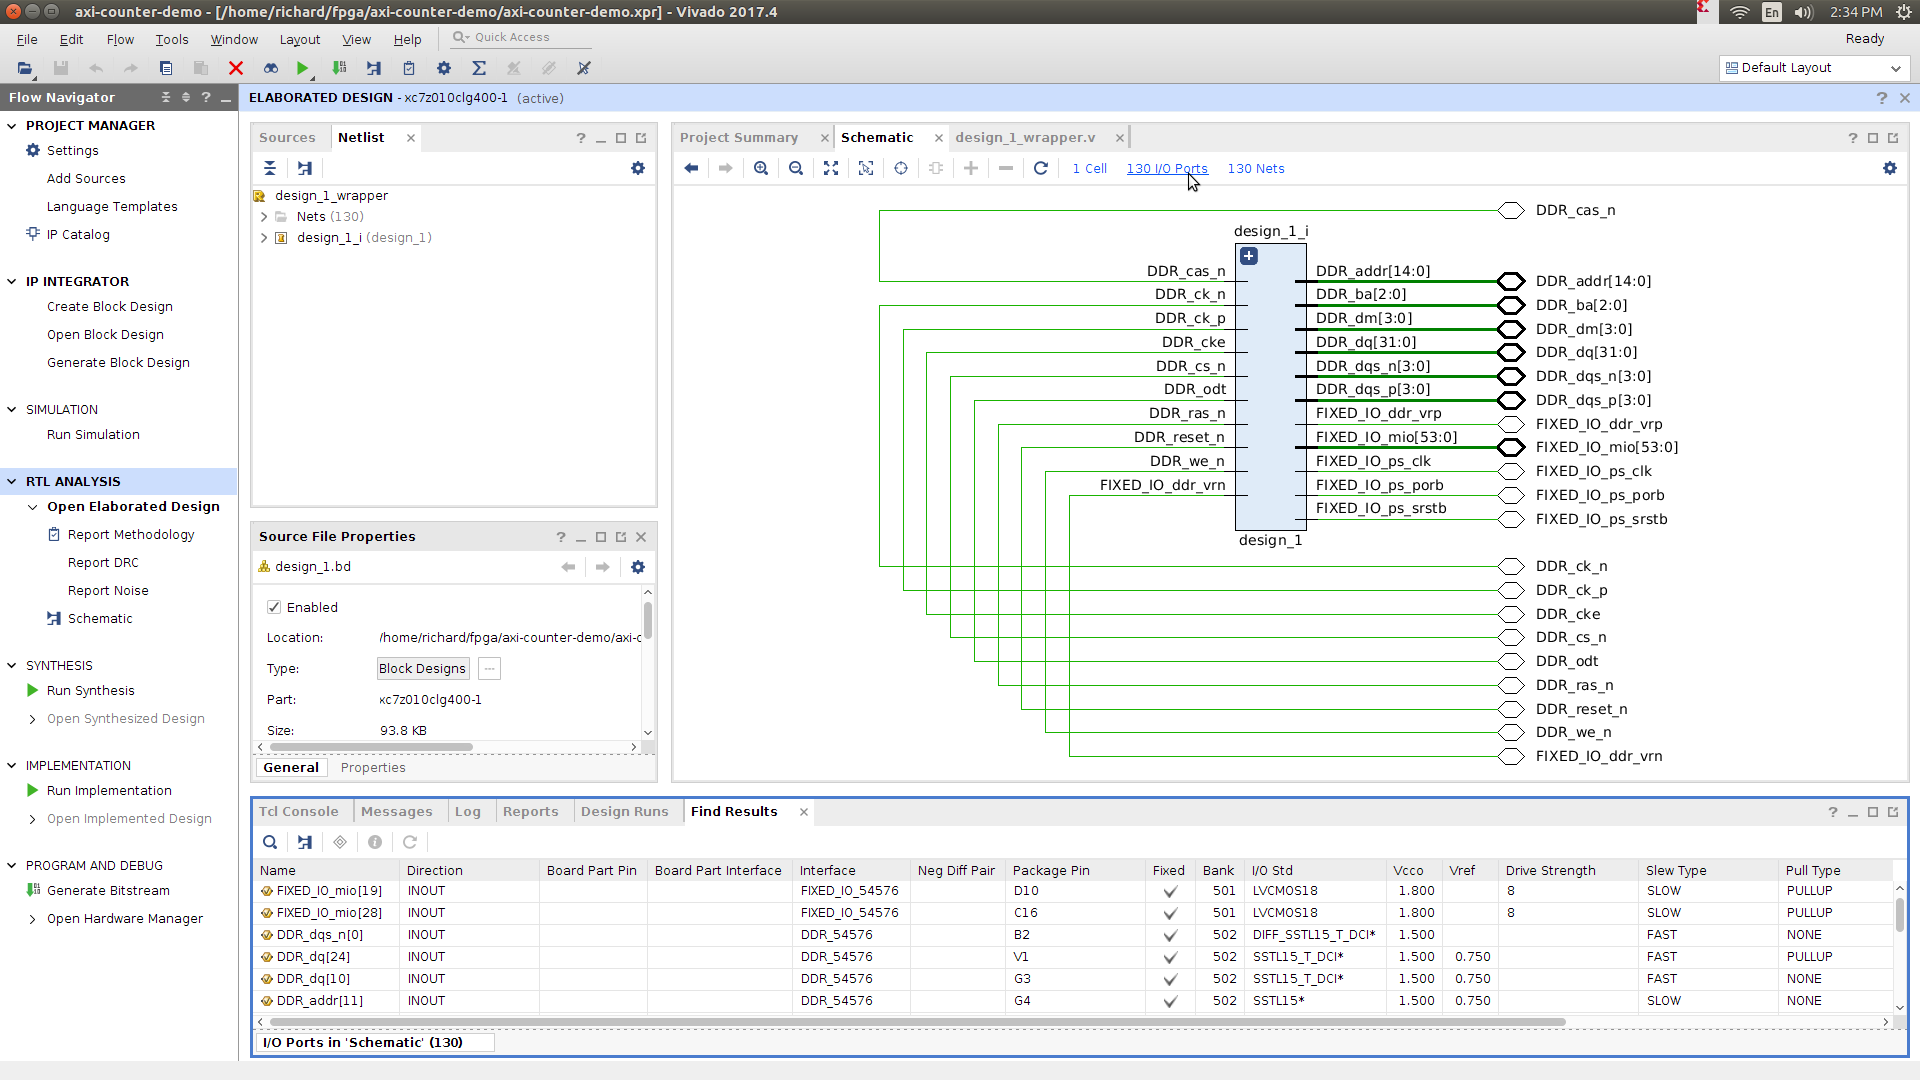 axi-counter-demo - [/home/richard/fpga/axi-counter-demo/axi-counter-demo.xpr] - Vivado 2017.4
En
2:34 PM
File Edit Flow Tools Window Layout View Help
Quick Access
Ready
Default Layout
Flow Navigator
ELABORATED DESIGN - xc7z010clg400-1 (active)
PROJECT MANAGER
Settings
Add Sources
Language Templates
IP Catalog
IP INTEGRATOR
Create Block Design
Open Block Design
Generate Block Design
SIMULATION
Run Simulation
RTL ANALYSIS
Open Elaborated Design
Report Methodology
Report DRC
Report Noise
Schematic
SYNTHESIS
Run Synthesis
Open Synthesized Design
IMPLEMENTATION
Run Implementation
Open Implemented Design
PROGRAM AND DEBUG
Generate Bitstream
Open Hardware Manager
Sources Netlist
design_1_wrapper
Nets (130)
design_1_i (design_1)
Source File Properties
design_1.bd
Enabled
Location: /home/richard/fpga/axi-counter-demo/axi-c
Type: Block Designs ...
Part: xc7z010clg400-1
Size: 93.8 KB
General Properties
Project Summary Schematic design_1_wrapper.v
1 Cell 130 I/O Ports 130 Nets
DDR_cas_n
design_1_i
DDR_cas_n DDR_addr[14:0] DDR_addr[14:0]
DDR_ck_n DDR_ba[2:0] DDR_ba[2:0]
DDR_ck_p DDR_dm[3:0] DDR_dm[3:0]
DDR_cke DDR_dq[31:0] DDR_dq[31:0]
DDR_cs_n DDR_dqs_n[3:0] DDR_dqs_n[3:0]
DDR_odt DDR_dqs_p[3:0] DDR_dqs_p[3:0]
DDR_ras_n FIXED_IO_ddr_vrp FIXED_IO_ddr_vrp
DDR_reset_n FIXED_IO_mio[53:0] FIXED_IO_mio[53:0]
DDR_we_n FIXED_IO_ps_clk FIXED_IO_ps_clk
FIXED_IO_ddr_vrn FIXED_IO_ps_porb FIXED_IO_ps_porb
FIXED_IO_ps_srstb FIXED_IO_ps_srstb
design_1
DDR_ck_n
DDR_ck_p
DDR_cke
DDR_cs_n
DDR_odt
DDR_ras_n
DDR_reset_n
DDR_we_n
FIXED_IO_ddr_vrn
Tcl Console Messages Log Reports Design Runs Find Results
Name Direction Board Part Pin Board Part Interface Interface Neg Diff Pair Package Pin Fixed Bank I/O Std Vcco Vref Drive Strength Slew Type Pull Type
FIXED_IO_mio[19] INOUT FIXED_IO_54576 D10 501 LVCMOS18 1.800 8 SLOW PULLUP
FIXED_IO_mio[28] INOUT FIXED_IO_54576 C16 501 LVCMOS18 1.800 8 SLOW PULLUP
DDR_dqs_n[0] INOUT DDR_54576 B2 502 DIFF_SSTL15_T_DCI* 1.500 FAST NONE
DDR_dq[24] INOUT DDR_54576 V1 502 SSTL15_T_DCI* 1.500 0.750 FAST PULLUP
DDR_dq[10] INOUT DDR_54576 G3 502 SSTL15_T_DCI* 1.500 0.750 FAST NONE
DDR_addr[11] INOUT DDR_54576 G4 502 SSTL15* 1.500 0.750 SLOW NONE
I/O Ports in 'Schematic' (130)